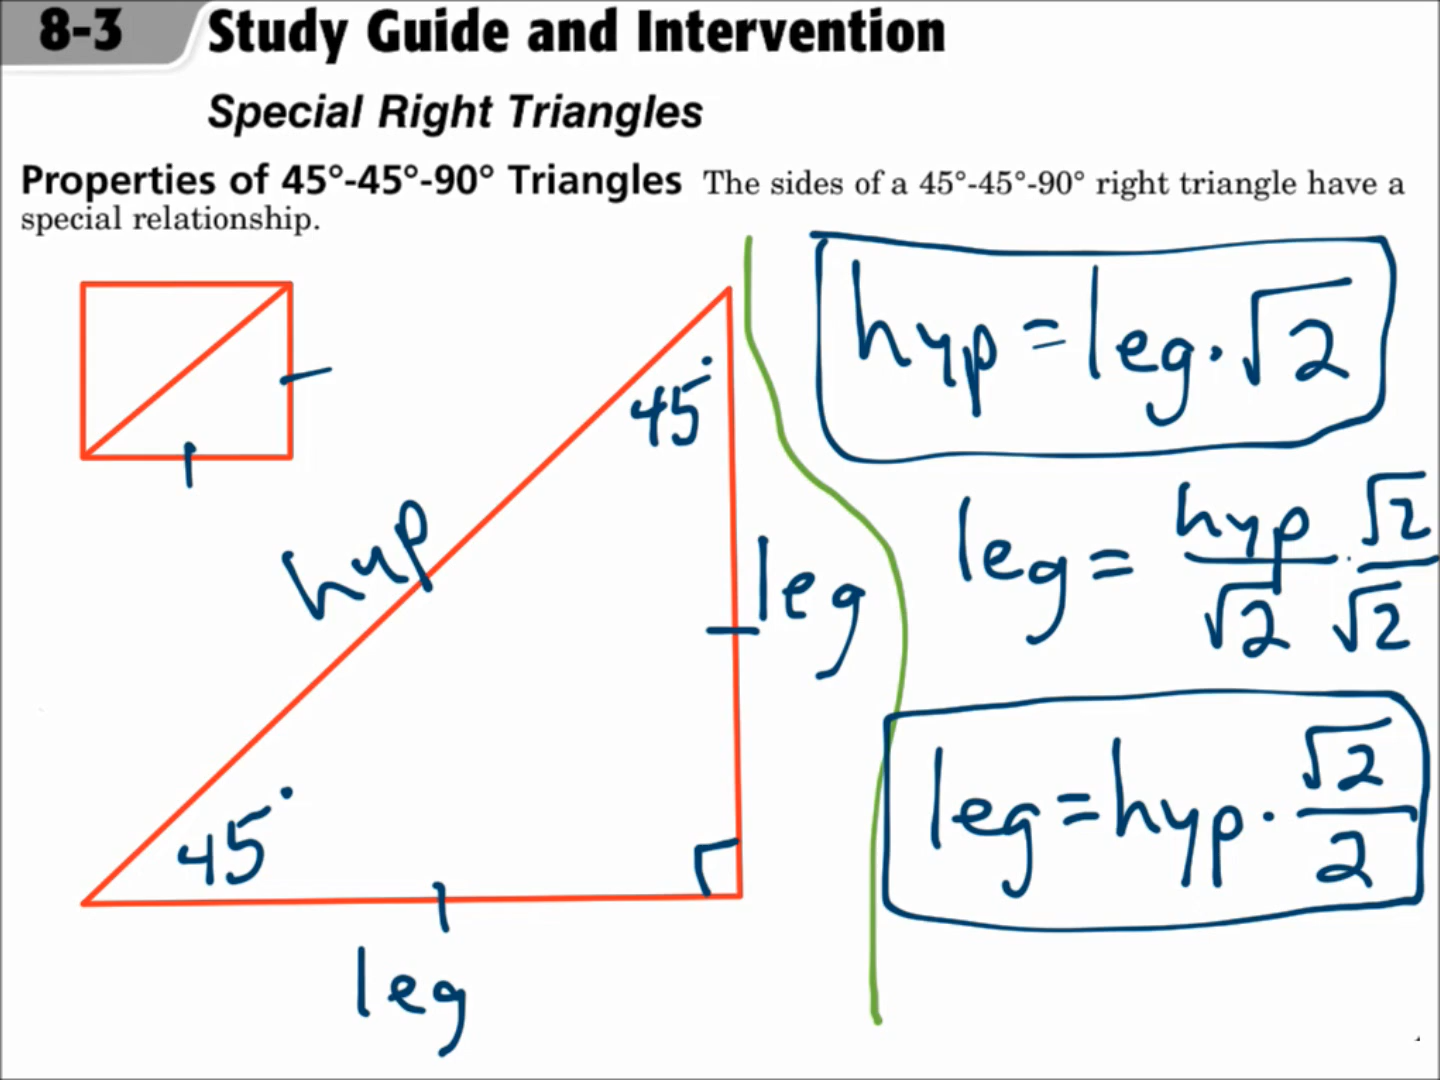 8-3 Study Guide and Intervention
Special Right Triangles
Properties of 45°-45°-90° Triangles The sides of a 45°-45°-90° right triangle have a
special relationship.
hyp = leg · √2
45°
hyp
leg
leg = hyp/√2 · √2/√2
45°
leg = hyp · √2/2
leg